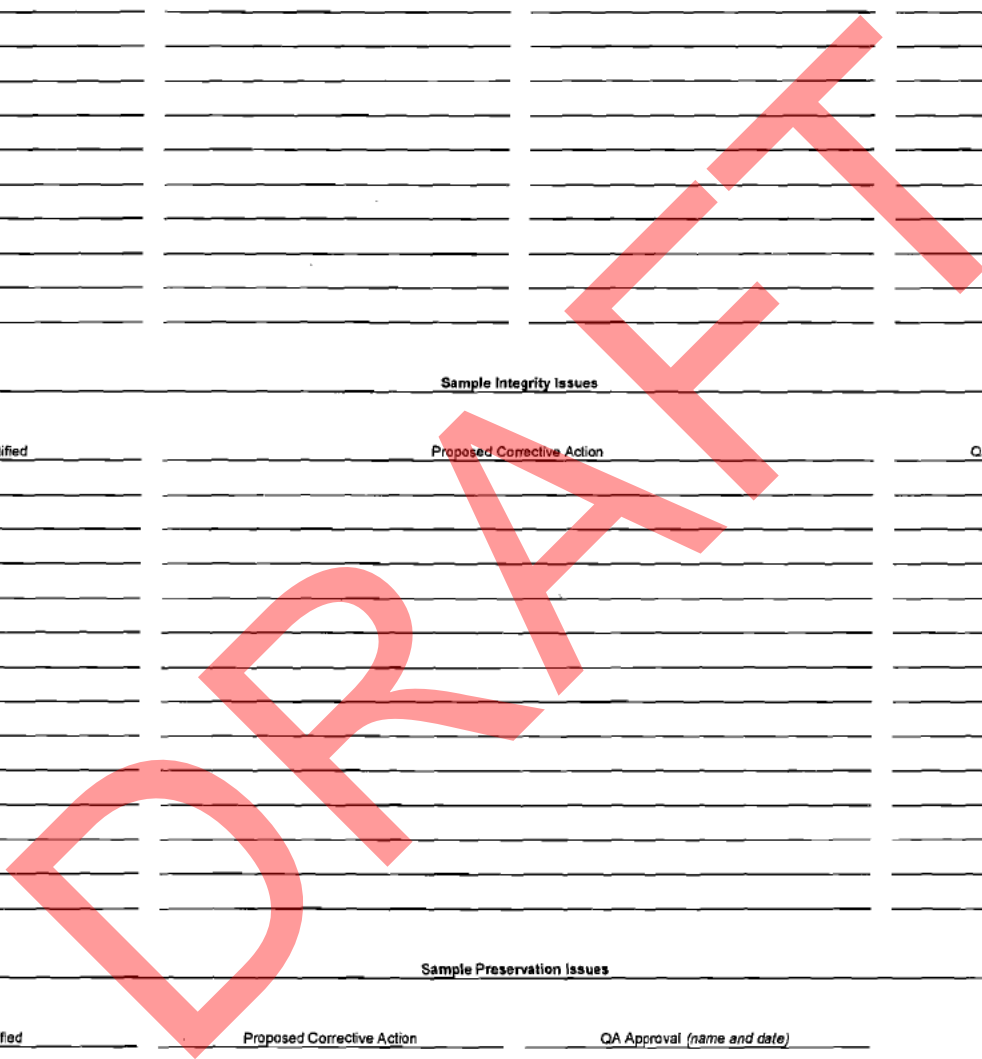 Sample Integrity Issues
ified Proposed Corrective Action Q
Sample Preservation Issues
fied Proposed Corrective Action QA Approval (name and date)
DRAFT